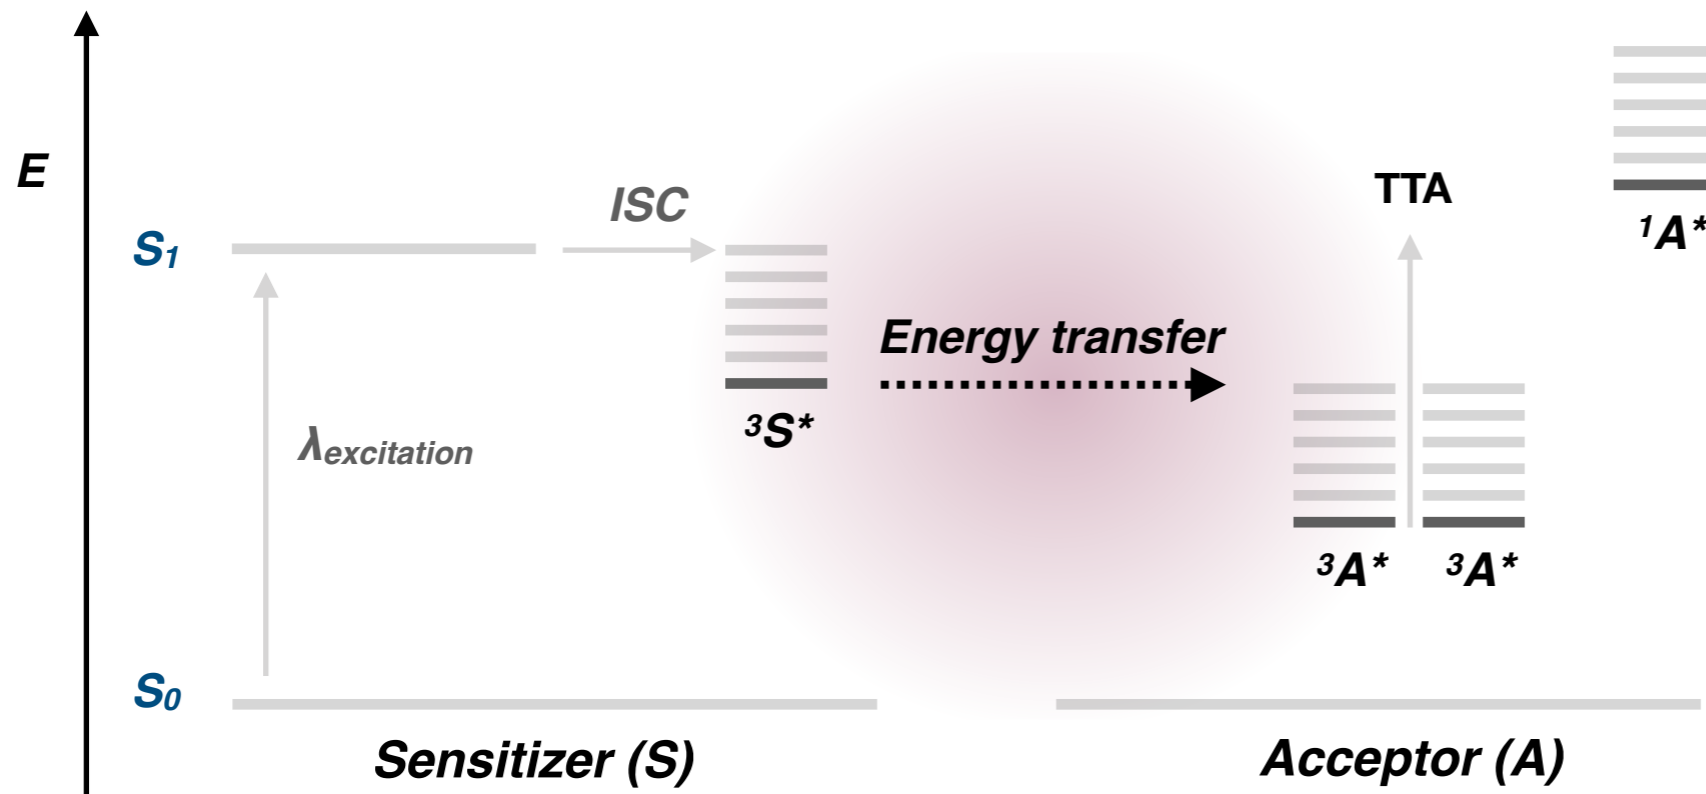 E
S₁
ISC
³S*
λexcitation
Energy transfer
TTA
¹A*
³A* ³A*
S₀
Sensitizer (S)
Acceptor (A)